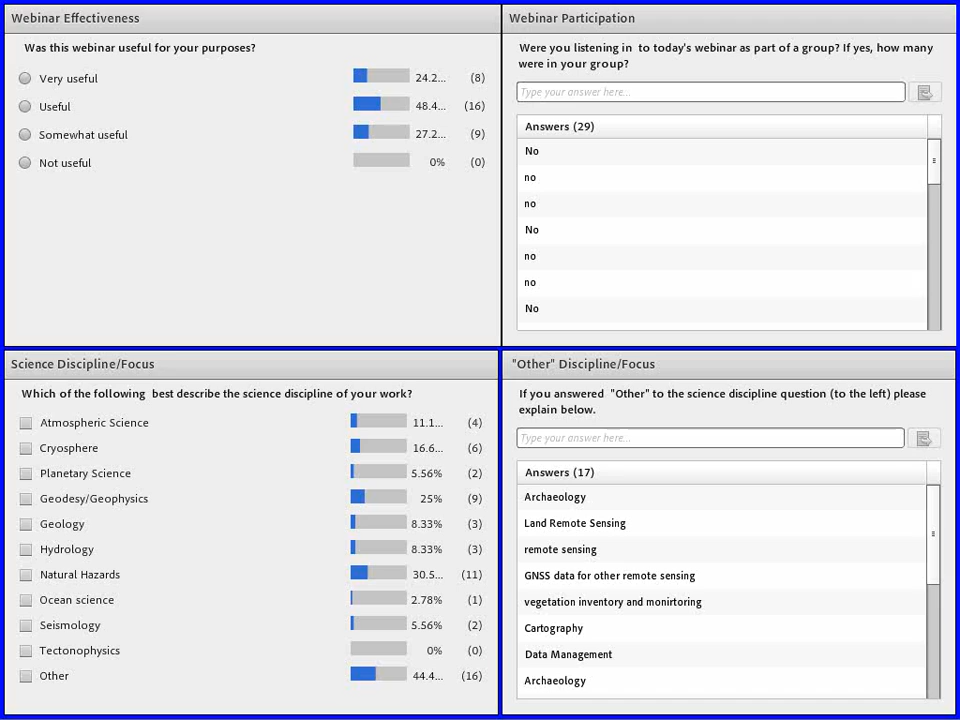 Webinar Effectiveness
Was this webinar useful for your purposes?
Very useful 24.2... (8)
Useful 48.4... (16)
Somewhat useful 27.2... (9)
Not useful 0% (0)
Webinar Participation
Were you listening in to today's webinar as part of a group? If yes, how many
were in your group?
Type your answer here...
Answers (29)
No
no
no
No
no
no
No
Science Discipline/Focus
Which of the following best describe the science discipline of your work?
Atmospheric Science 11.1... (4)
Cryosphere 16.6... (6)
Planetary Science 5.56% (2)
Geodesy/Geophysics 25% (9)
Geology 8.33% (3)
Hydrology 8.33% (3)
Natural Hazards 30.5... (11)
Ocean science 2.78% (1)
Seismology 5.56% (2)
Tectonophysics 0% (0)
Other 44.4... (16)
"Other" Discipline/Focus
If you answered "Other" to the science discipline question (to the left) please
explain below.
Type your answer here...
Answers (17)
Archaeology
Land Remote Sensing
remote sensing
GNSS data for other remote sensing
vegetation inventory and monirtoring
Cartography
Data Management
Archaeology